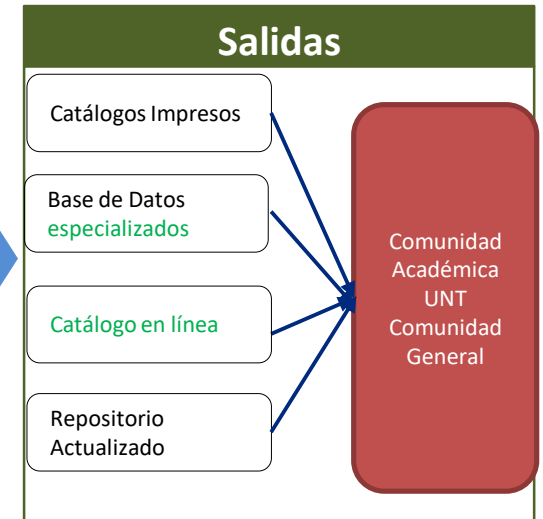 Salidas
Catálogos Impresos
Base de Datos
especializados
Catálogo en línea
Repositorio
Actualizado
Comunidad
Académica
UNT
Comunidad
General